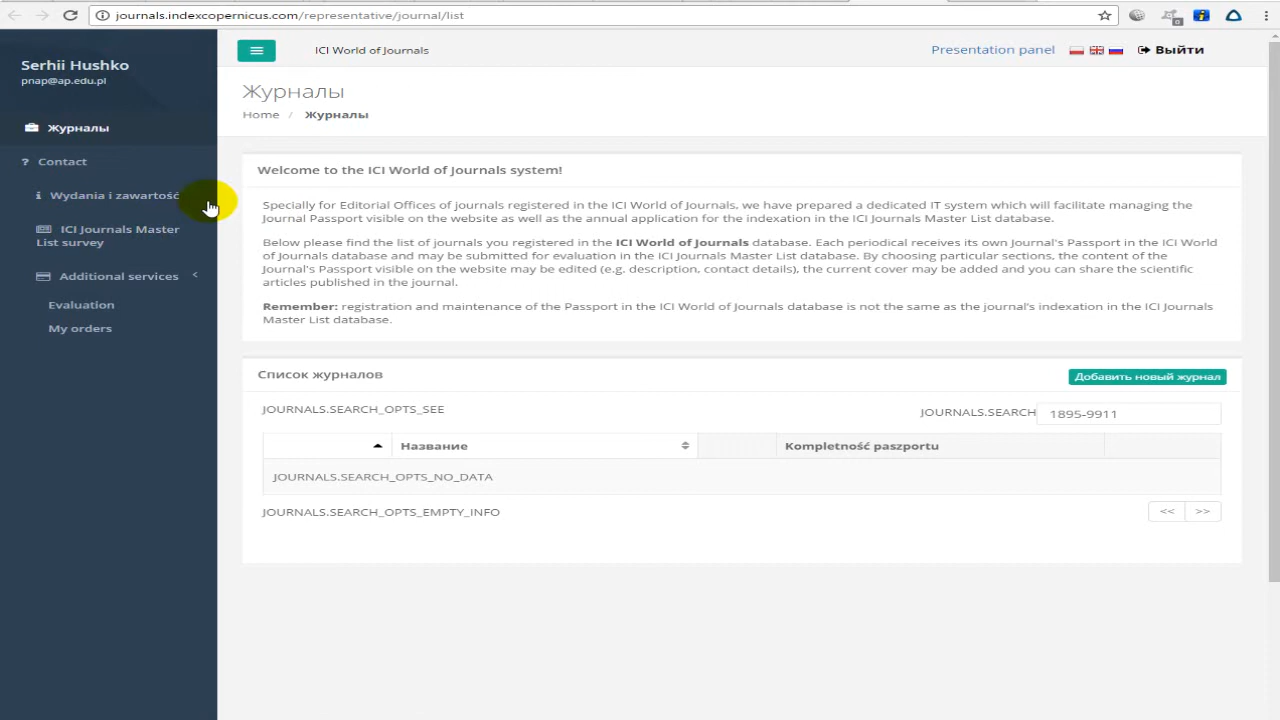 journals.indexcopernicus.com/representative/journal/list
Serhii Hushko
pnap@ap.edu.pl
ICI World of Journals
Presentation panel
Выйти
Журналы
Журналы
Home / Журналы
Contact
Wydania i zawartość
ICI Journals Master
List survey
Additional services
Evaluation
My orders
Welcome to the ICI World of Journals system!
Specially for Editorial Offices of journals registered in the ICI World of Journals, we have prepared a dedicated IT system which will facilitate managing the
Journal Passport visible on the website as well as the annual application for the indexation in the ICI Journals Master List database.
Below please find the list of journals you registered in the ICI World of Journals database. Each periodical receives its own Journal's Passport in the ICI World
of Journals database and may be submitted for evaluation in the ICI Journals Master List database. By choosing particular sections, the content of the
Journal's Passport visible on the website may be edited (e.g. description, contact details), the current cover may be added and you can share the scientific
articles published in the journal.
Remember: registration and maintenance of the Passport in the ICI World of Journals database is not the same as the journal's indexation in the ICI Journals
Master List database.
Список журналов
Добавить новый журнал
JOURNALS.SEARCH_OPTS_SEE
JOURNALS.SEARCH 1895-9911
Название
Kompletność paszportu
JOURNALS.SEARCH_OPTS_NO_DATA
JOURNALS.SEARCH_OPTS_EMPTY_INFO
<< >>